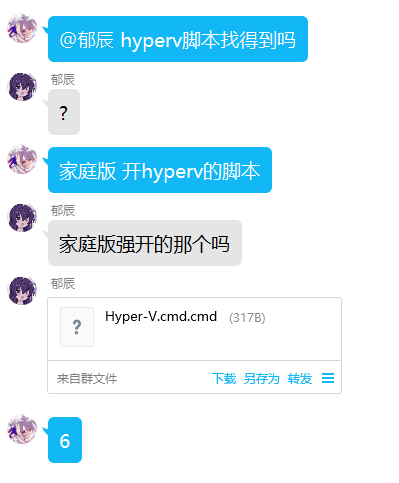 @郁辰 hyperv脚本找得到吗
郁辰
?
家庭版 开hyperv的脚本
郁辰
家庭版强开的那个吗
郁辰
? Hyper-V.cmd.cmd (317B)
来自群文件 下载 另存为 转发
6